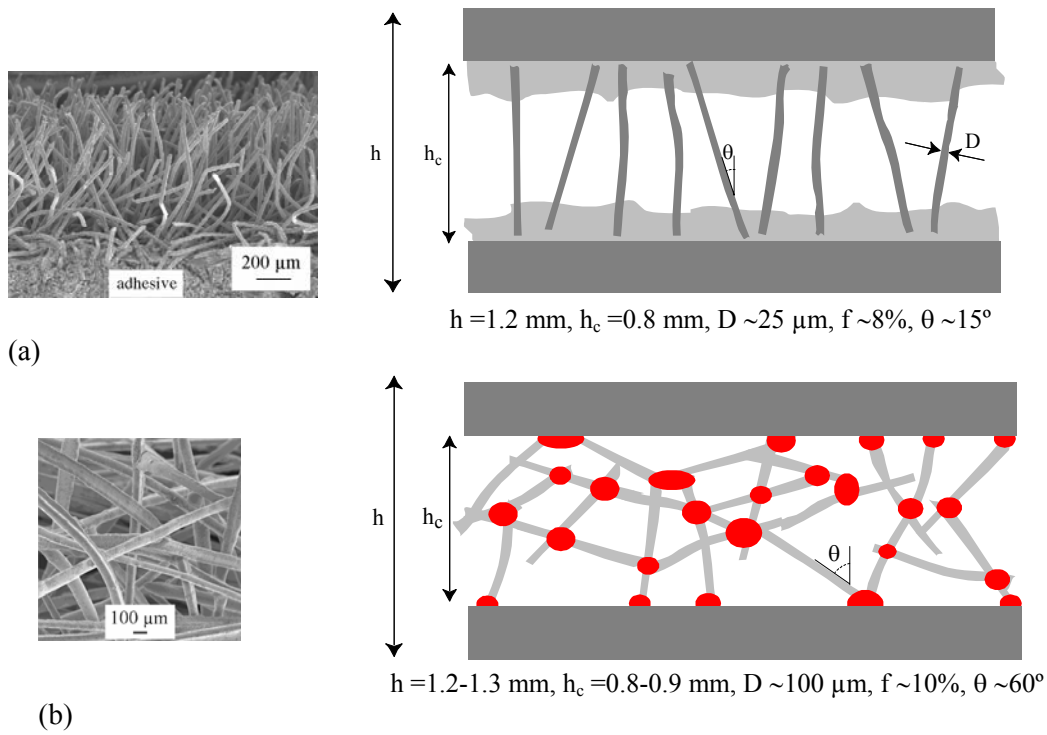 h
h_c
θ
D
200 µm
adhesive
h =1.2 mm, h_c =0.8 mm, D ~25 µm, f ~8%, θ ~15º
(a)
h
h_c
θ
100 µm
h =1.2-1.3 mm, h_c =0.8-0.9 mm, D ~100 µm, f ~10%, θ ~60º
(b)